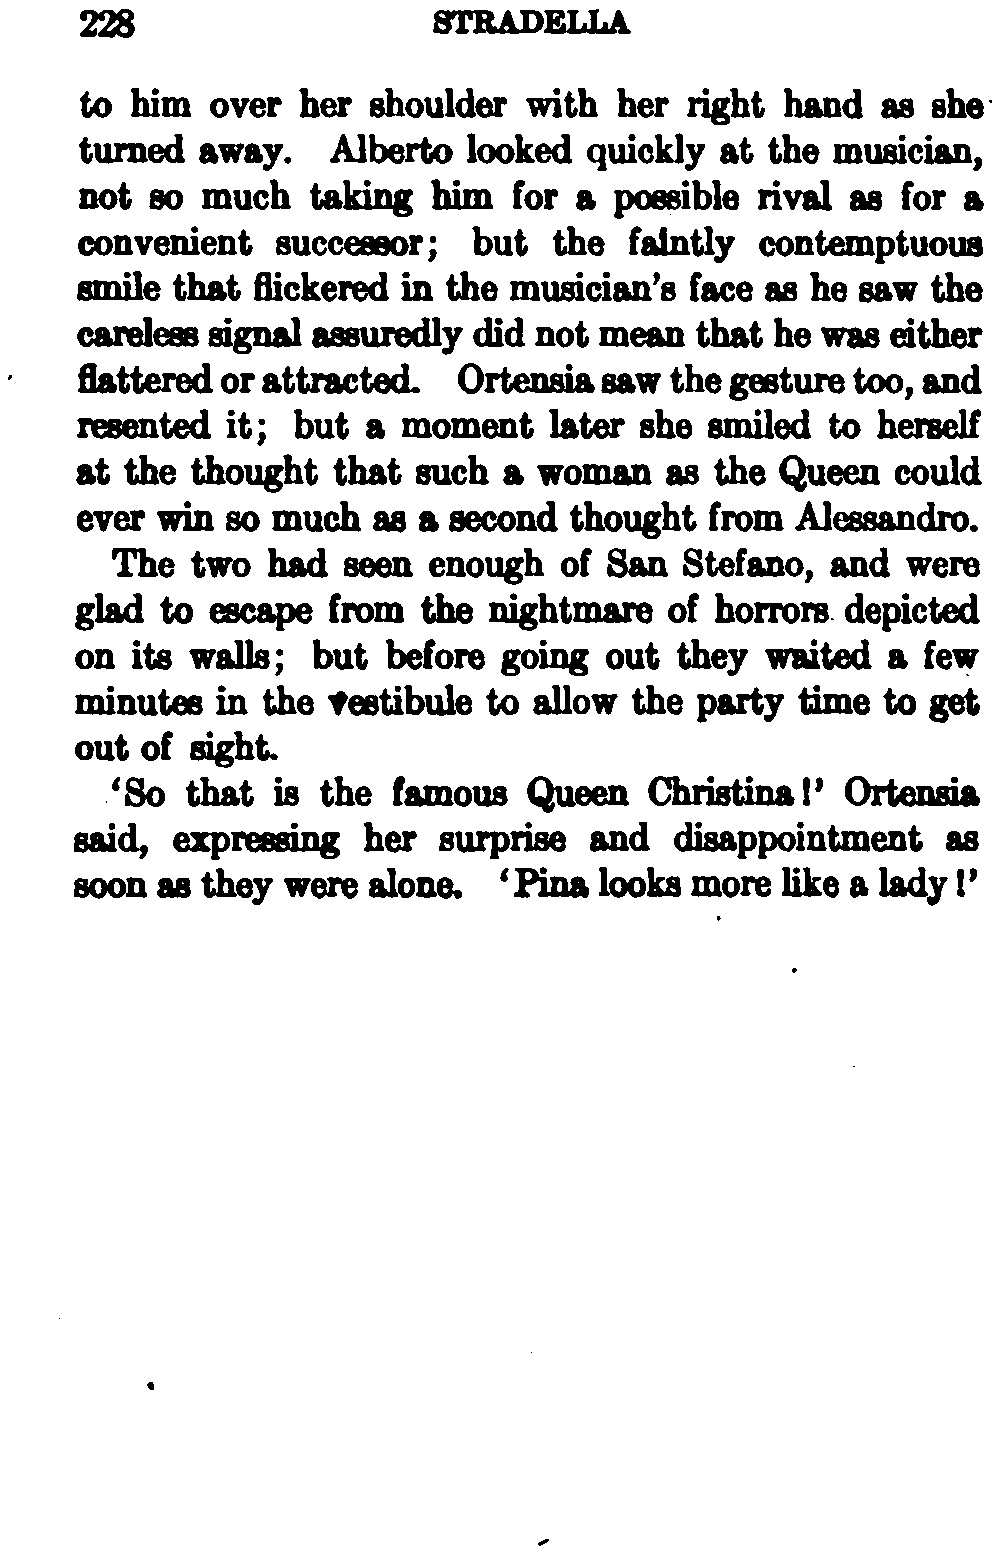 228 STRADELLA
to him over her shoulder with her right hand as she
turned away. Alberto looked quickly at the musician,
not so much taking him for a possible rival as for a
convenient successor; but the faintly contemptuous
smile that flickered in the musician's face as he saw the
careless signal assuredly did not mean that he was either
flattered or attracted. Ortensia saw the gesture too, and
resented it; but a moment later she smiled to herself
at the thought that such a woman as the Queen could
ever win so much as a second thought from Alessandro.
The two had seen enough of San Stefano, and were
glad to escape from the nightmare of horrors depicted
on its walls; but before going out they waited a few
minutes in the vestibule to allow the party time to get
out of sight.
'So that is the famous Queen Christina!' Ortensia
said, expressing her surprise and disappointment as
soon as they were alone. 'Pina looks more like a lady!'